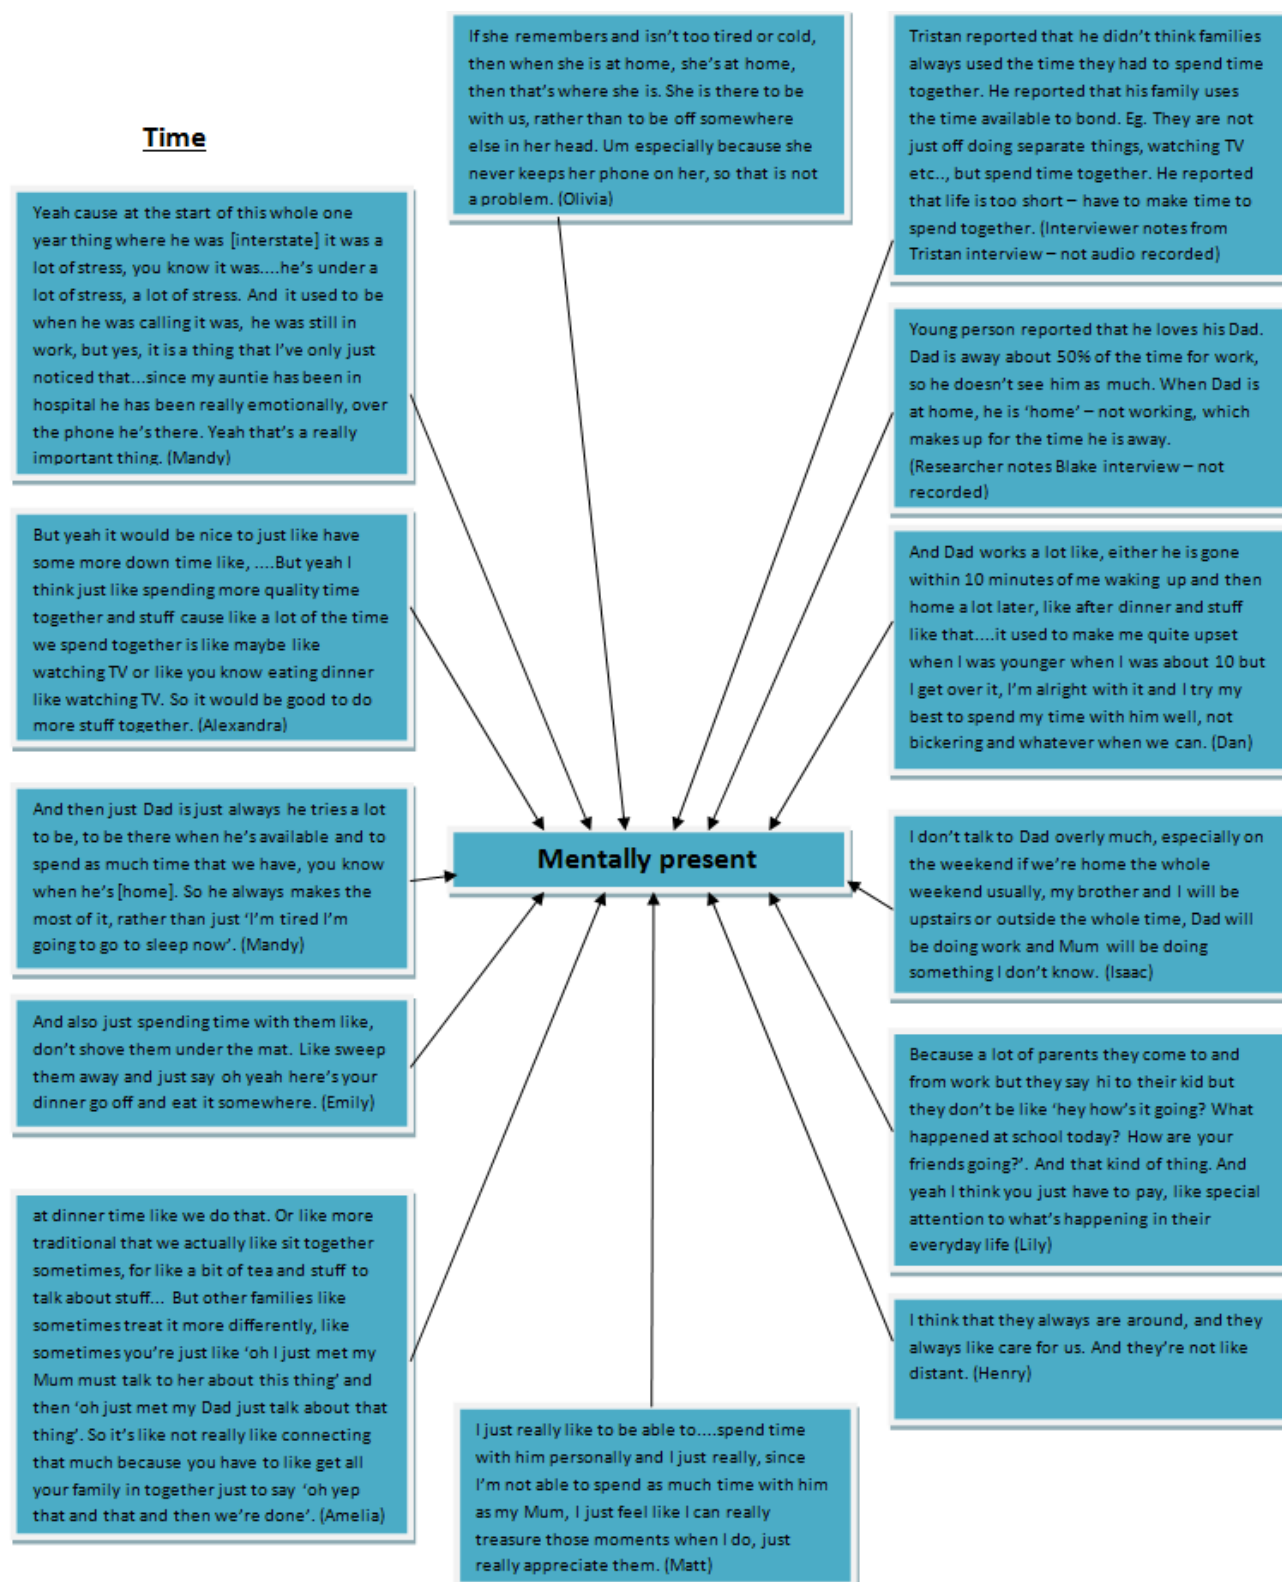 Time
Yeah cause at the start of this whole one
year thing where he was [interstate] it was a
lot of stress, you know it was....he's under a
lot of stress, a lot of stress. And it used to be
when he was calling it was, he was still in
work, but yes, it is a thing that I've only just
noticed that...since my auntie has been in
hospital he has been really emotionally, over
the phone he's there. Yeah that's a really
important thing. (Mandy)
But yeah it would be nice to just like have
some more down time like, ....But yeah I
think just like spending more quality time
together and stuff cause like a lot of the time
we spend together is like maybe like
watching TV or like you know eating dinner
like watching TV. So it would be good to do
more stuff together. (Alexandra)
And then just Dad is just always he tries a lot
to be, to be there when he's available and to
spend as much time that we have, you know
when he's [home]. So he always makes the
most of it, rather than just 'I'm tired I'm
going to go to sleep now'. (Mandy)
And also just spending time with them like,
don't shove them under the mat. Like sweep
them away and just say oh yeah here's your
dinner go off and eat it somewhere. (Emily)
at dinner time like we do that. Or like more
traditional that we actually like sit together
sometimes, for like a bit of tea and stuff to
talk about stuff... But other families like
sometimes treat it more differently, like
sometimes you're just like 'oh I just met my
Mum must talk to her about this thing' and
then 'oh just met my Dad just talk about that
thing'. So it's like not really like connecting
that much because you have to like get all
your family in together just to say 'oh yep
that and that and then we're done'. (Amelia)
If she remembers and isn't too tired or cold,
then when she is at home, she's at home,
then that's where she is. She is there to be
with us, rather than to be off somewhere
else in her head. Um especially because she
never keeps her phone on her, so that is not
a problem. (Olivia)
Mentally present
I just really like to be able to....spend time
with him personally and I just really, since
I'm not able to spend as much time with him
as my Mum, I just feel like I can really
treasure those moments when I do, just
really appreciate them. (Matt)
Tristan reported that he didn't think families
always used the time they had to spend time
together. He reported that his family uses
the time available to bond. Eg. They are not
just off doing separate things, watching TV
etc.., but spend time together. He reported
that life is too short – have to make time to
spend together. (Interviewer notes from
Tristan interview – not audio recorded)
Young person reported that he loves his Dad.
Dad is away about 50% of the time for work,
so he doesn't see him as much. When Dad is
at home, he is 'home' – not working, which
makes up for the time he is away.
(Researcher notes Blake interview – not
recorded)
And Dad works a lot like, either he is gone
within 10 minutes of me waking up and then
home a lot later, like after dinner and stuff
like that....it used to make me quite upset
when I was younger when I was about 10 but
I get over it, I'm alright with it and I try my
best to spend my time with him well, not
bickering and whatever when we can. (Dan)
I don't talk to Dad overly much, especially on
the weekend if we're home the whole
weekend usually, my brother and I will be
upstairs or outside the whole time, Dad will
be doing work and Mum will be doing
something I don't know. (Isaac)
Because a lot of parents they come to and
from work but they say hi to their kid but
they don't be like 'hey how's it going? What
happened at school today? How are your
friends going?'. And that kind of thing. And
yeah I think you just have to pay, like special
attention to what's happening in their
everyday life (Lily)
I think that they always are around, and they
always like care for us. And they're not like
distant. (Henry)